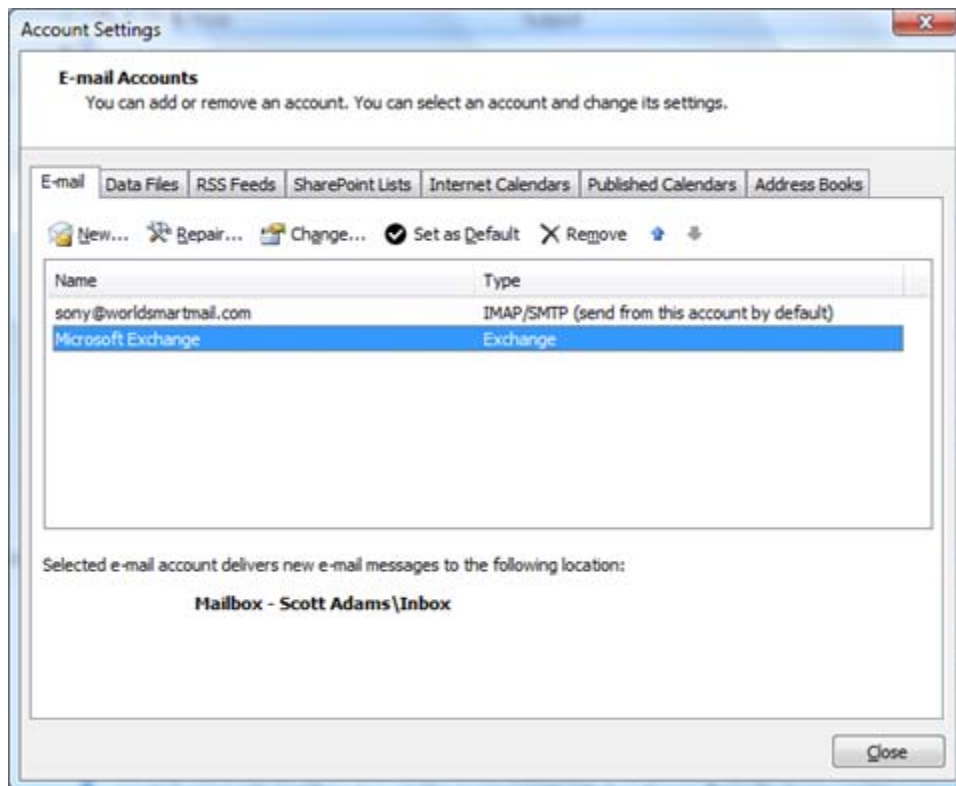 Account Settings
E-mail Accounts
You can add or remove an account. You can select an account and change its settings.
E-mail Data Files RSS Feeds SharePoint Lists Internet Calendars Published Calendars Address Books
New... Repair... Change... Set as Default Remove
Name Type
sony@worldsmartmail.com IMAP/SMTP (send from this account by default)
Microsoft Exchange Exchange
Selected e-mail account delivers new e-mail messages to the following location:
Mailbox - Scott Adams\Inbox
Close